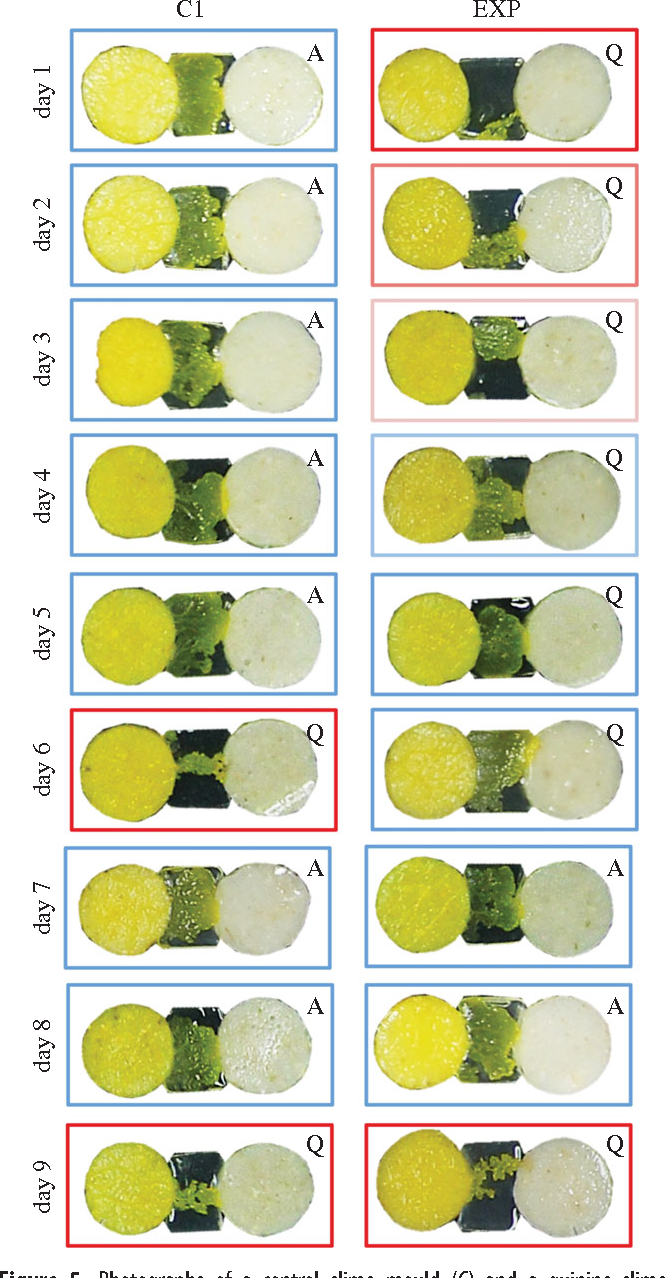 C1 EXP
day 1 A Q
day 2 A Q
day 3 A Q
day 4 A Q
day 5 A Q
day 6 Q Q
day 7 A A
day 8 A A
day 9 Q Q
Figure 5. Photographs of a control slime mould (C) and a quinine slime